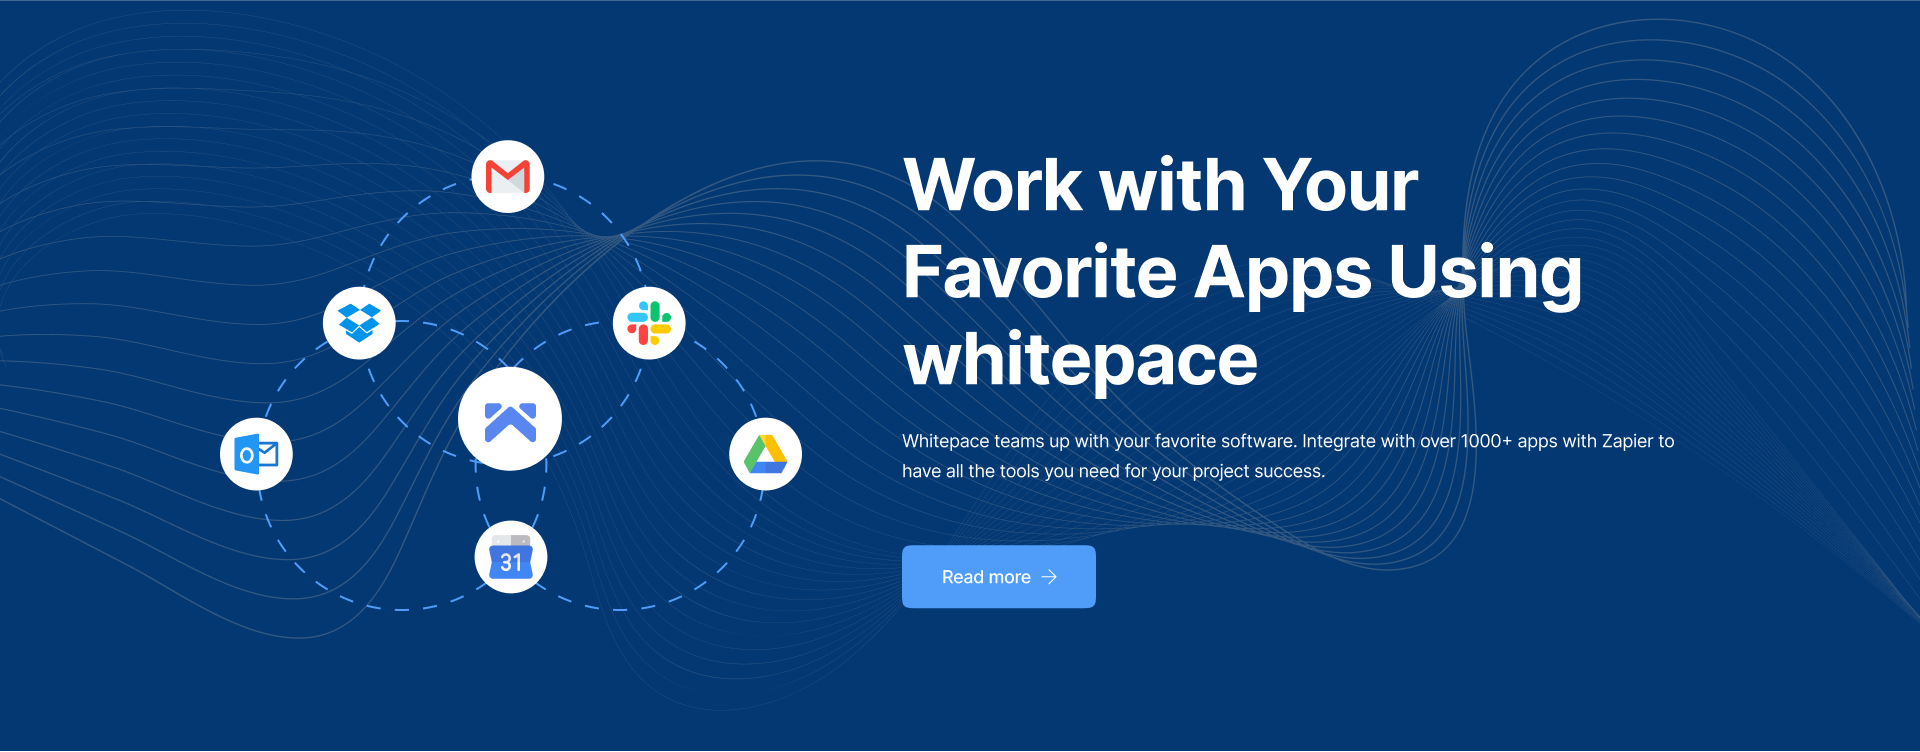 Work with Your
Favorite Apps Using
whitepace
Whitepace teams up with your favorite software. Integrate with over 1000+ apps with Zapier to
have all the tools you need for your project success.
Read more
31